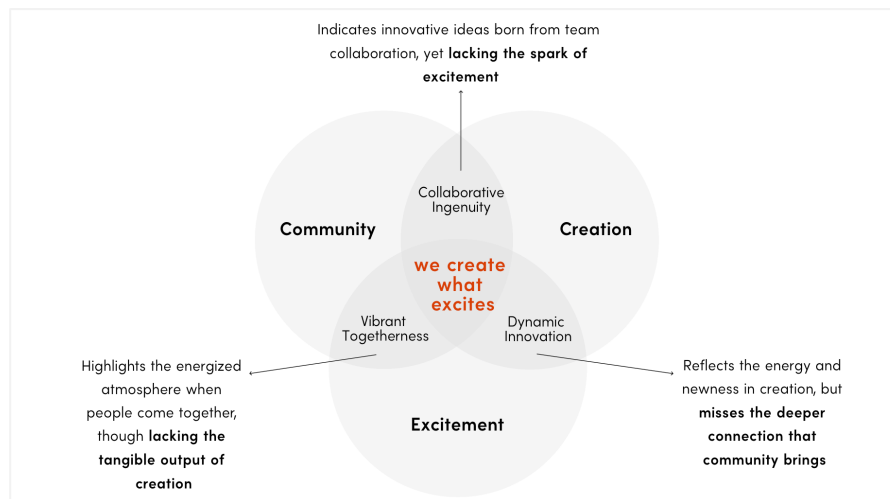 Indicates innovative ideas born from team
collaboration, yet lacking the spark of
excitement
Collaborative
Ingenuity
Community
Creation
we create
what
excites
Vibrant
Togetherness
Dynamic
Innovation
Highlights the energized
atmosphere when
people come together,
though lacking the
tangible output of
creation
Reflects the energy and
newness in creation, but
misses the deeper
connection that
community brings
Excitement